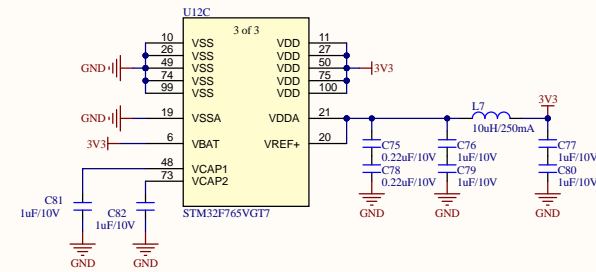 U12C
3 of 3
10 VSS VDD 11
26 VSS VDD 27
GND 49 VSS VDD 50 3V3
74 VSS VDD 75
99 VSS VDD 100
GND 19 VSSA VDDA 21 L7 3V3
10uH/250mA
3V3 6 VBAT VREF+ 20
C75 C76 C77
0.22uF/10V 1uF/10V 1uF/10V
48 VCAP1
C78 C79 C80
73 VCAP2
0.22uF/10V 1uF/10V 1uF/10V
C81 C82
1uF/10V 1uF/10V
STM32F765VGT7
GND GND GND
GND GND